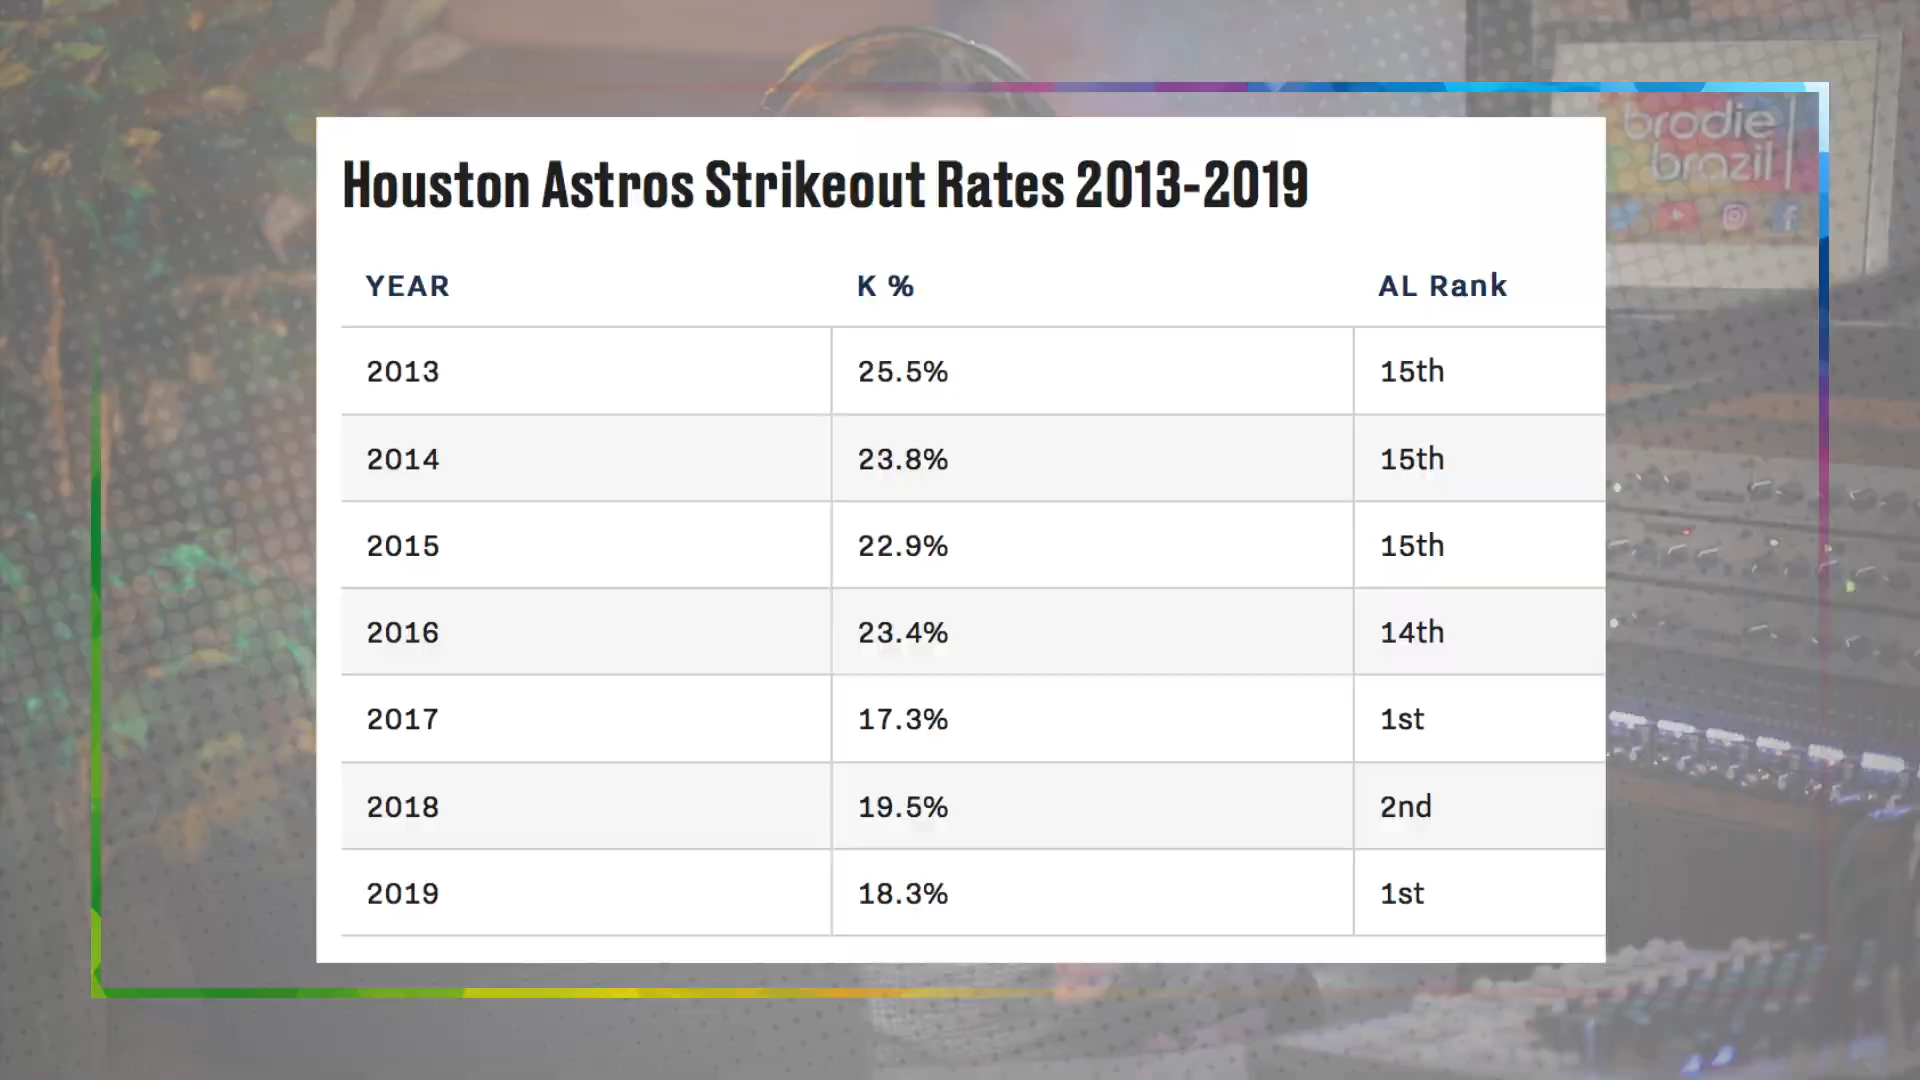 Houston Astros Strikeout Rates 2013-2019
YEAR K % AL Rank
2013 25.5% 15th
2014 23.8% 15th
2015 22.9% 15th
2016 23.4% 14th
2017 17.3% 1st
2018 19.5% 2nd
2019 18.3% 1st
brodie
brazil